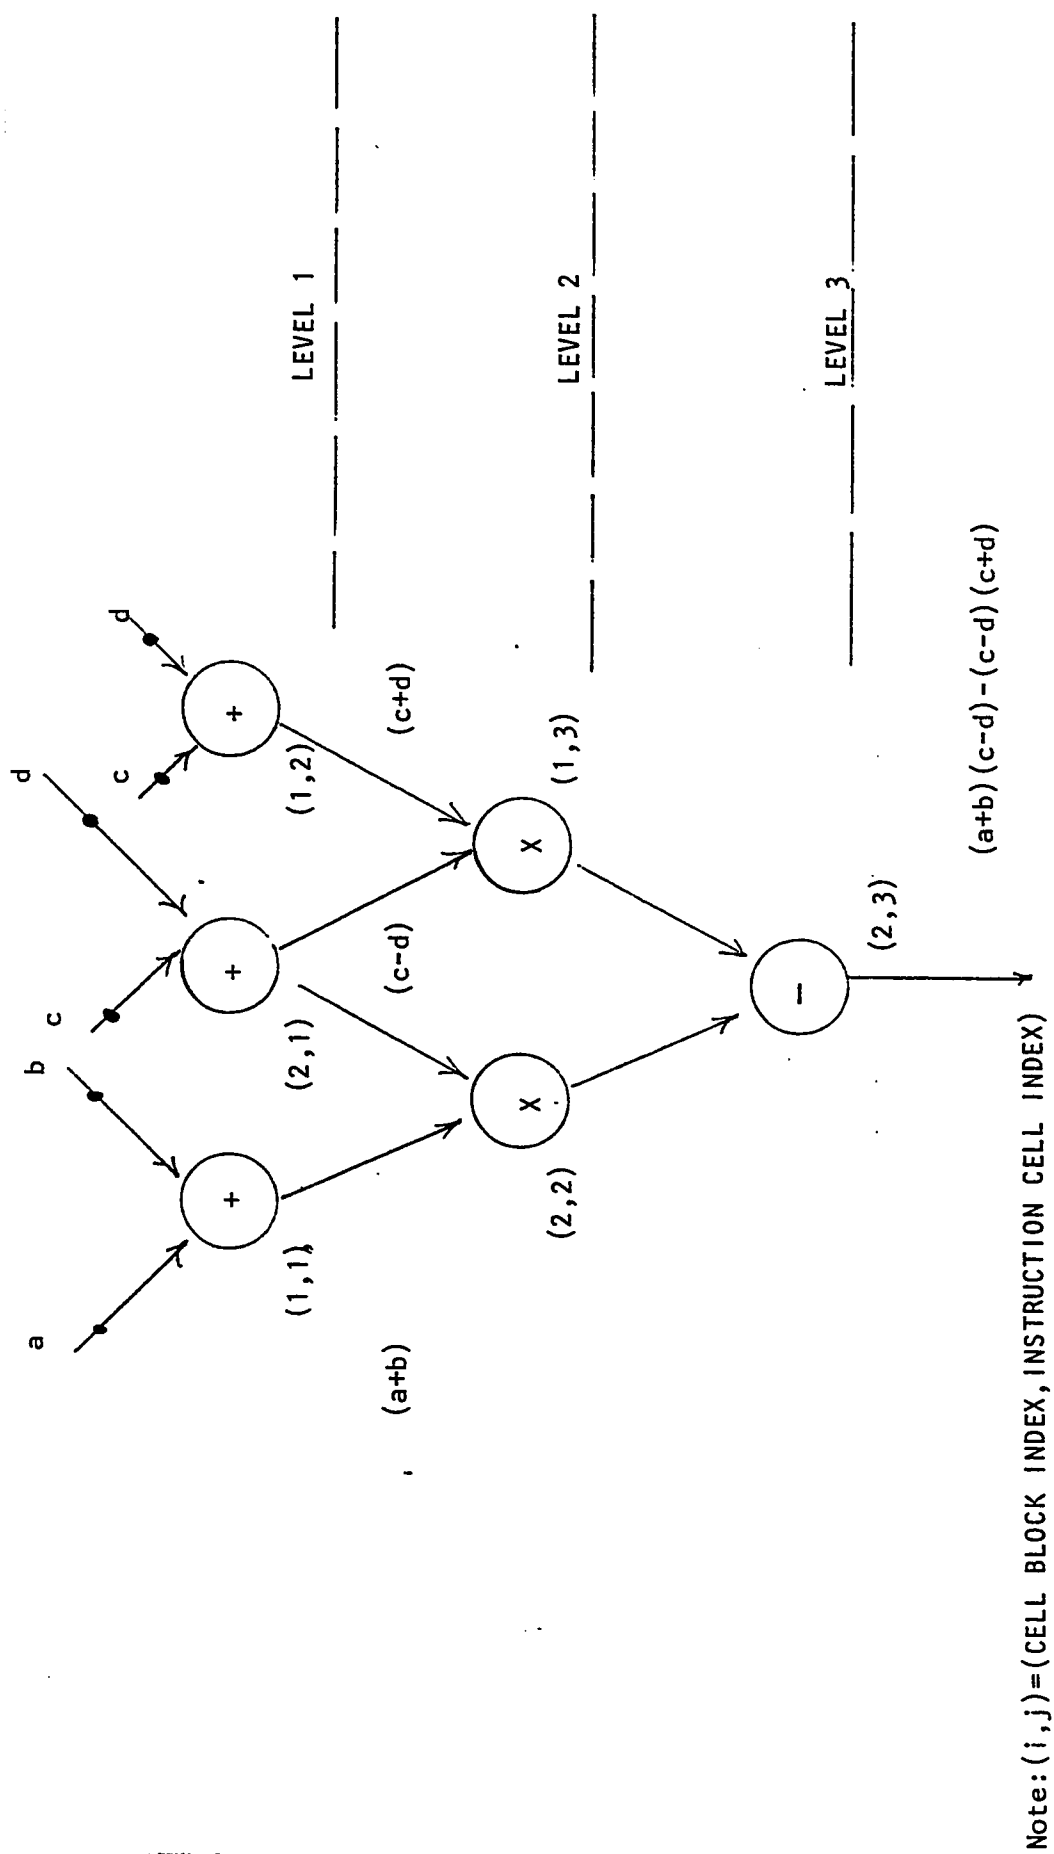 a b c d c d
+ + +
LEVEL 1
(1,1) (2,1) (1,2)
(a+b) (c-d) (c+d)
x x
LEVEL 2
(2,2) (1,3)
-
LEVEL 3
(2,3)
(a+b)(c-d)-(c-d)(c+d)
Note:(i,j)=(CELL BLOCK INDEX,INSTRUCTION CELL INDEX)